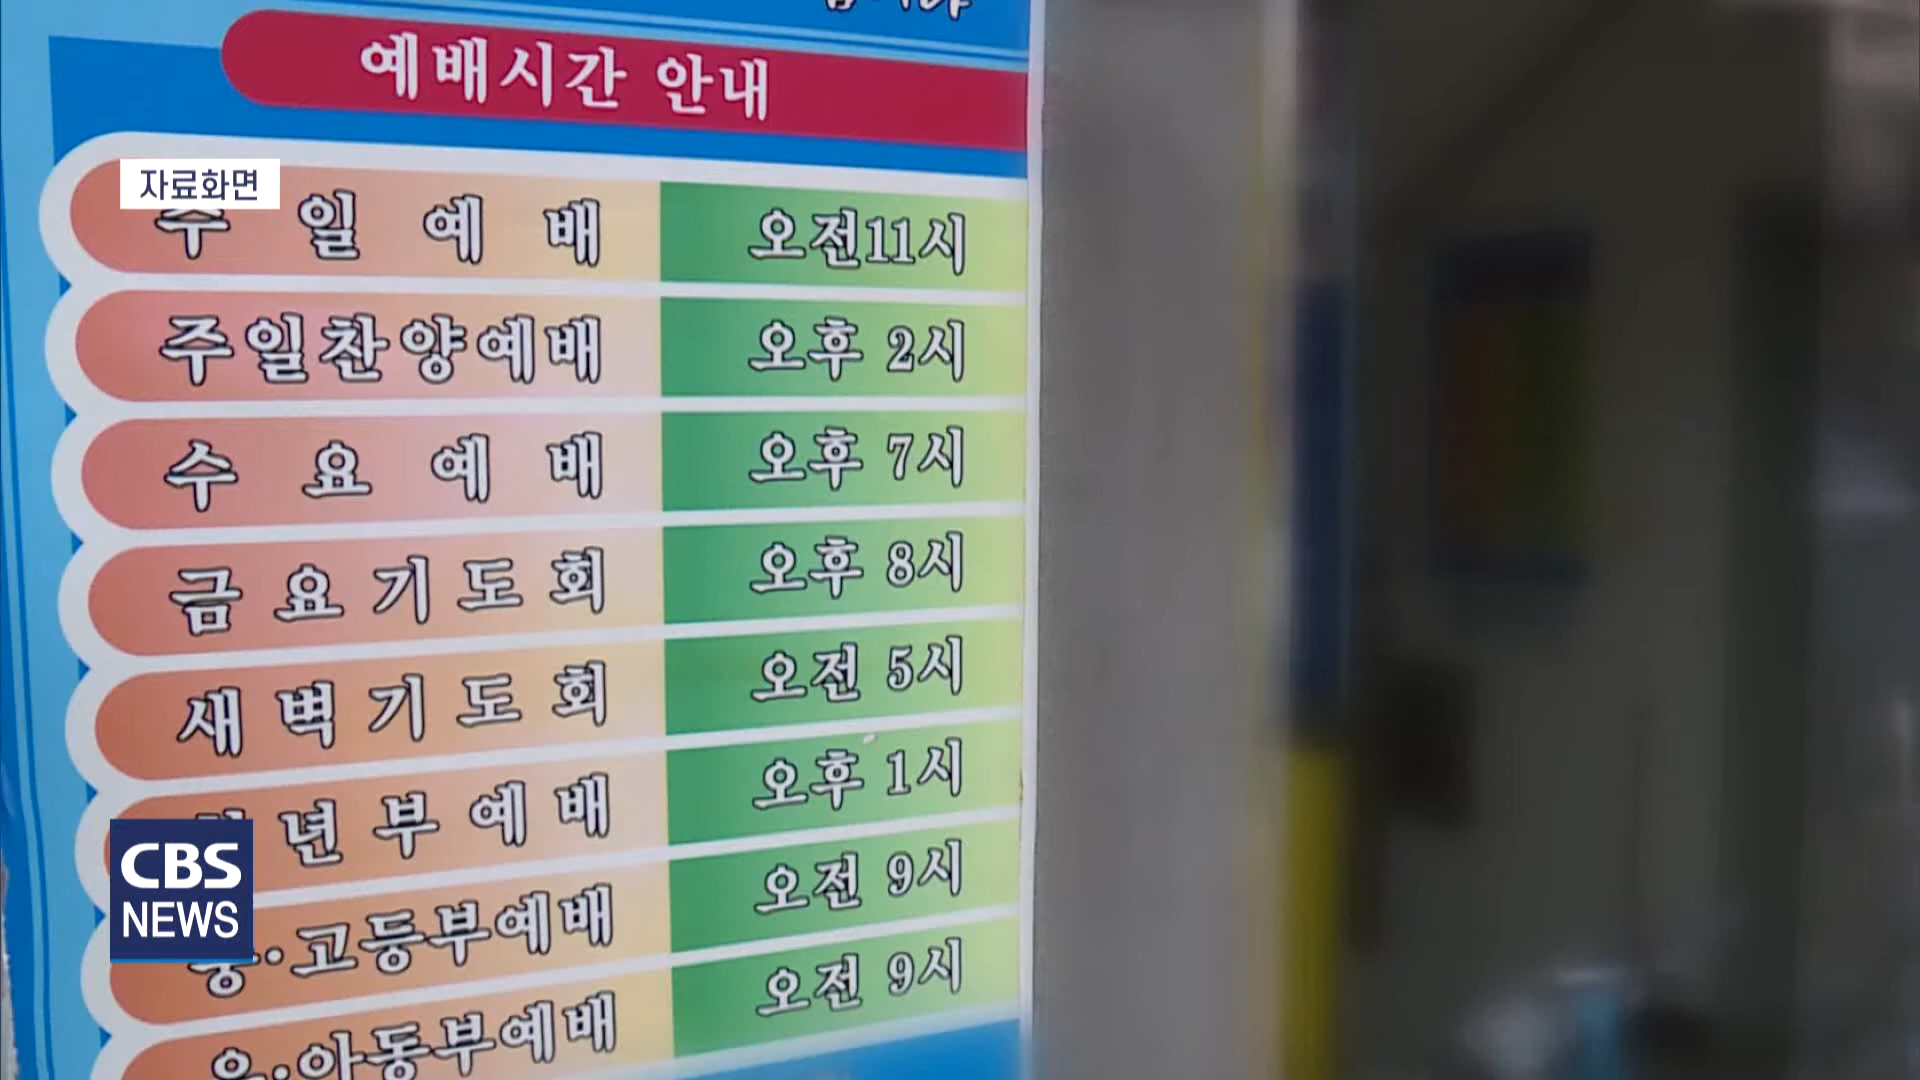 예배시간 안내
자료화면
주일예배 오전11시
주일찬양예배 오후 2시
수요예배 오후 7시
금요기도회 오후 8시
새벽기도회 오전 5시
년부예배 오후 1시
중·고등부예배 오전 9시
유·아동부예배 오전 9시
CBS
NEWS